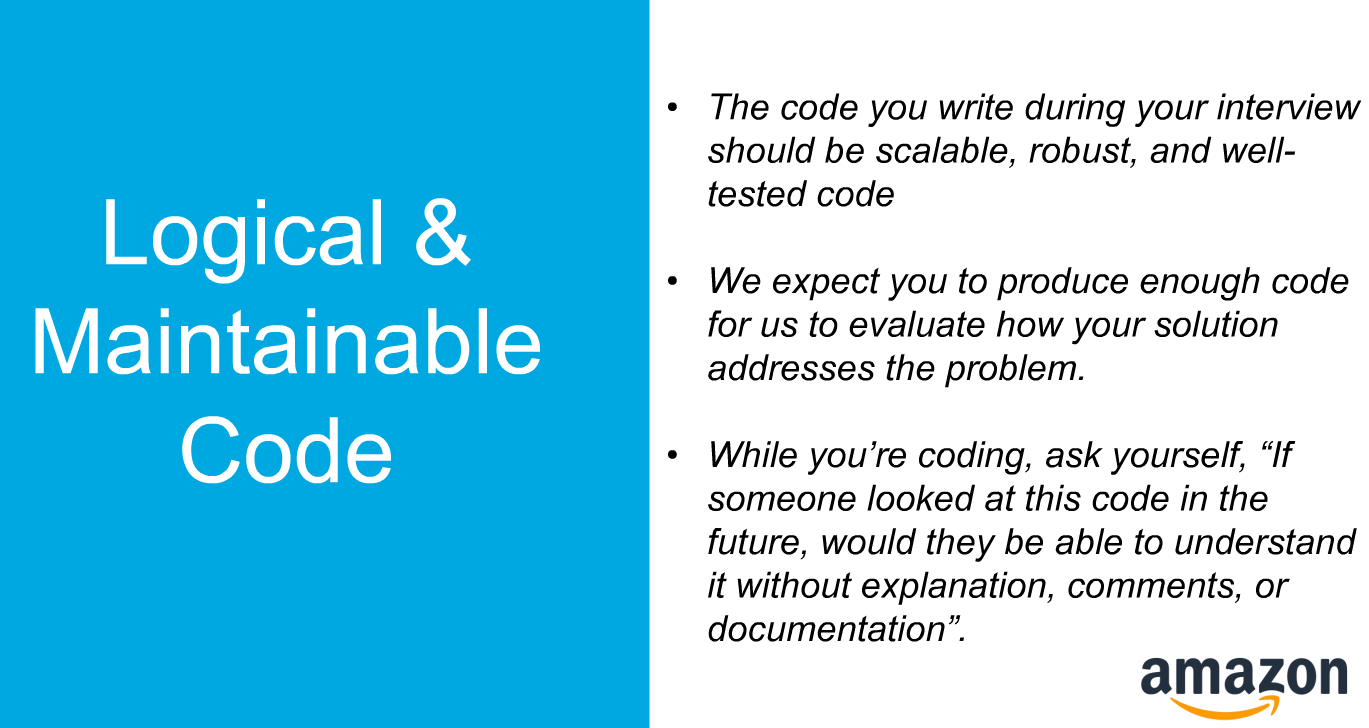 Logical &
Maintainable
Code
• The code you write during your interview
should be scalable, robust, and well-
tested code
• We expect you to produce enough code
for us to evaluate how your solution
addresses the problem.
• While you’re coding, ask yourself, “If
someone looked at this code in the
future, would they be able to understand
it without explanation, comments, or
documentation”.
amazon